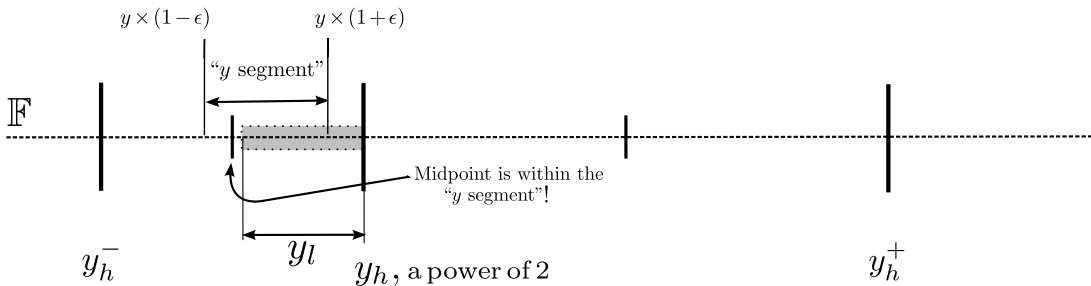 y×(1−ϵ)
y×(1+ϵ)
“y segment”
𝔽
Midpoint is within the
“y segment”!
y_l
y_h^-
y_h, a power of 2
y_h^+